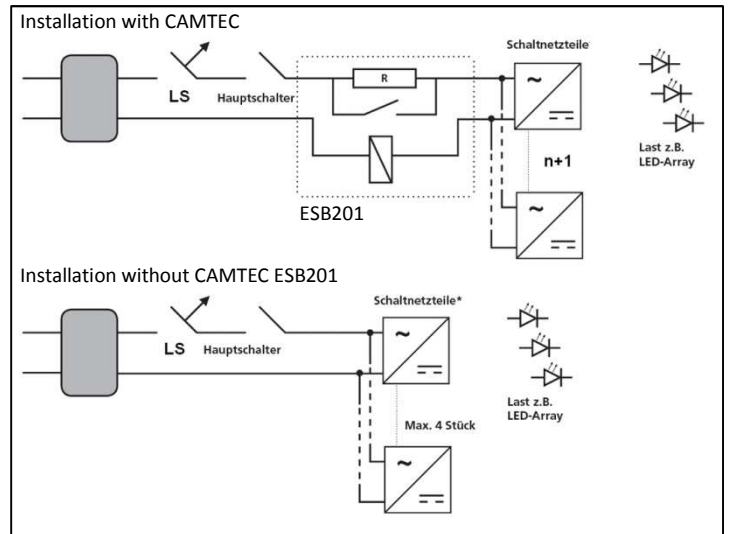 Installation with CAMTEC
Schaltnetzteile
R
LS
Hauptschalter
Last z.B.
LED-Array
n+1
ESB201
Installation without CAMTEC ESB201
Schaltnetzteile*
LS
Hauptschalter
Last z.B.
LED-Array
Max. 4 Stück